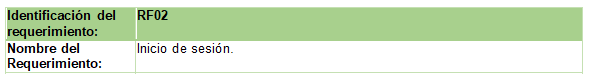 Identificación del requerimiento: RF02
Nombre del Requerimiento: Inicio de sesión.